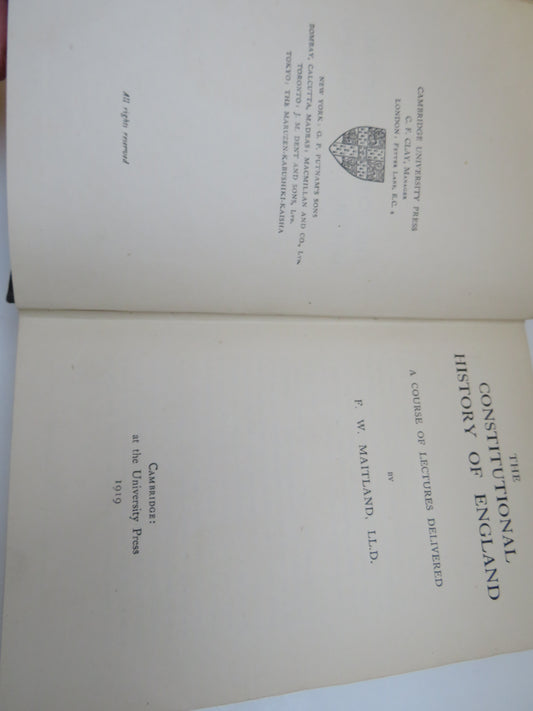 CAMBRIDGE UNIVERSITY PRESS
C. F. CLAY, MANAGER
LONDON: FETTER LANE, E.C. 4
NEW YORK: G. P. PUTNAM'S SONS
BOMBAY, CALCUTTA, MADRAS: MACMILLAN AND CO., LTD.
TORONTO: J. M. DENT AND SONS, LTD.
TOKYO: THE MARUZEN-KABUSHIKI-KAISHA
All rights reserved
THE
CONSTITUTIONAL
HISTORY OF ENGLAND
A COURSE OF LECTURES DELIVERED
BY
F. W. MAITLAND, LL.D.
CAMBRIDGE:
at the University Press
1919